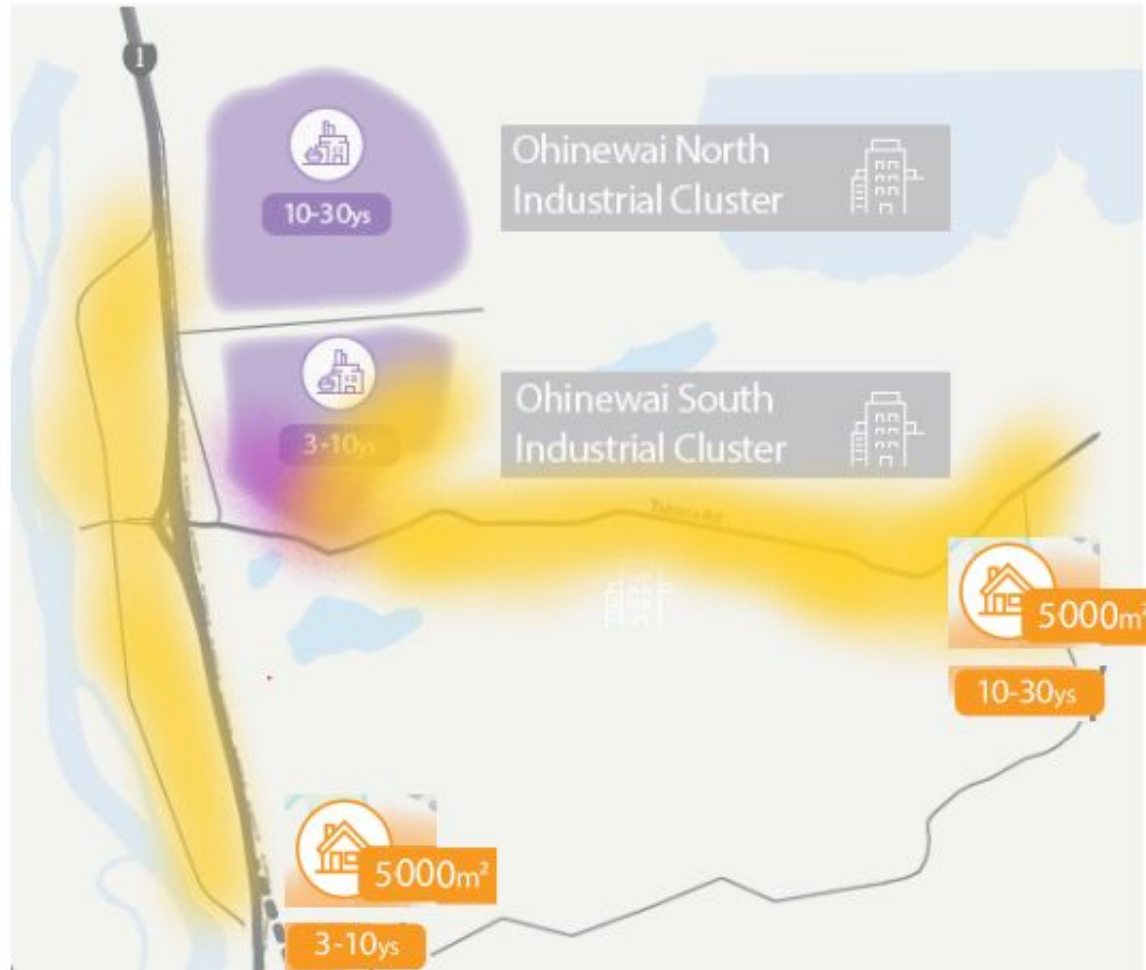 1
10-30ys
Ohinewai North
Industrial Cluster
3-10ys
Ohinewai South
Industrial Cluster
5000m²
10-30ys
5000m²
3-10ys